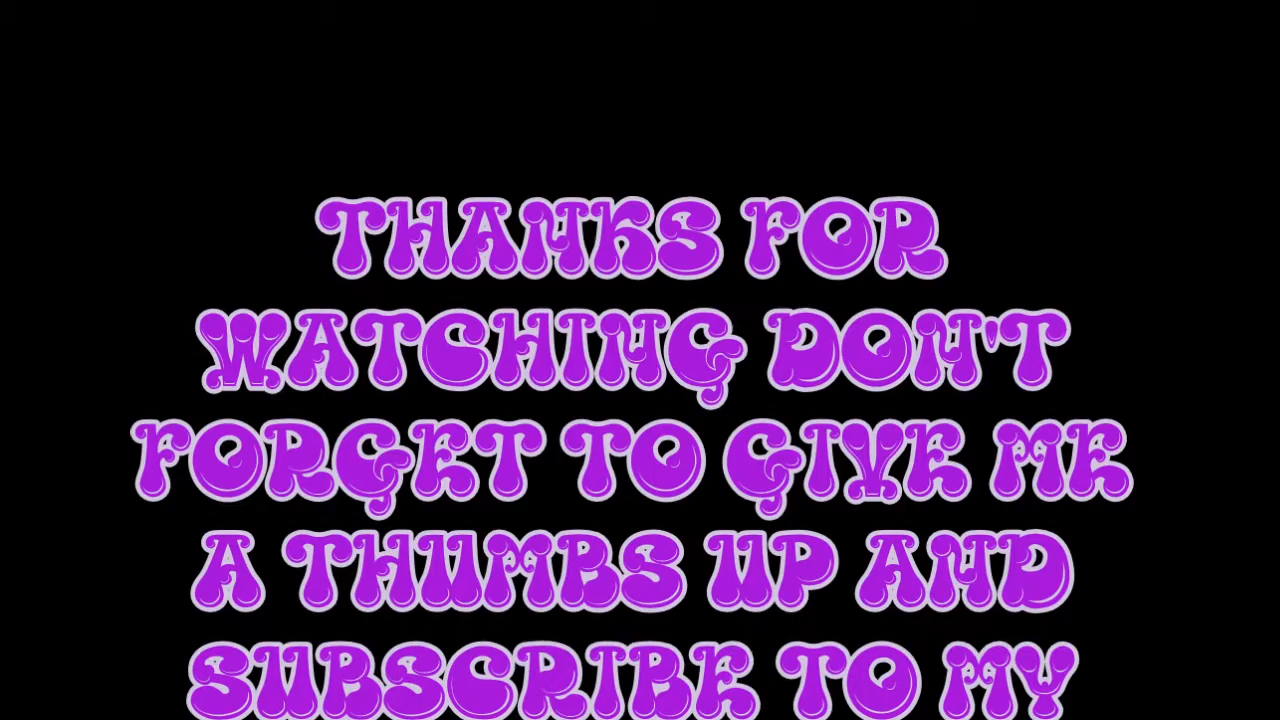 THANKS FOR
WATCHING DON'T
FORGET TO GIVE ME
A THUMBS UP AND
SUBSCRIBE TO MY